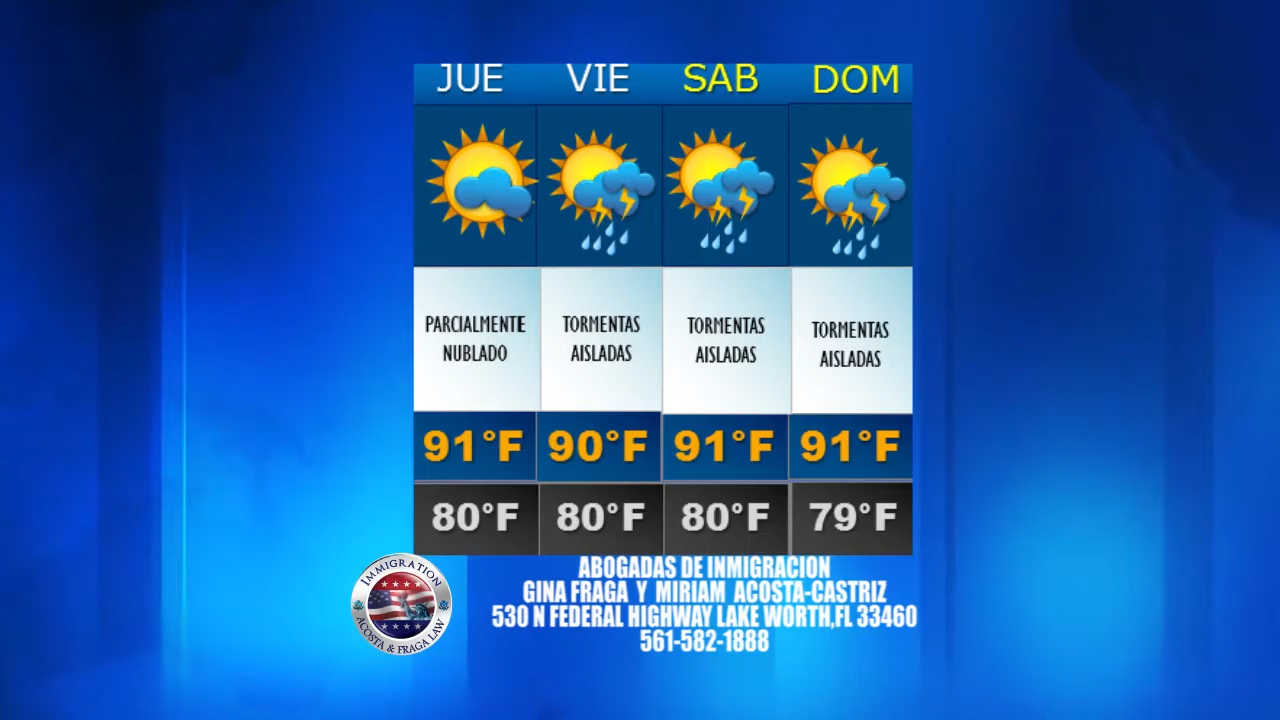 JUE VIE SAB DOM
PARCIALMENTE NUBLADO
TORMENTAS AISLADAS
TORMENTAS AISLADAS
TORMENTAS AISLADAS
91°F 90°F 91°F 91°F
80°F 80°F 80°F 79°F
IMMIGRATION
ACOSTA & FRAGA LAW
ABOGADAS DE INMIGRACION
GINA FRAGA Y MIRIAM ACOSTA-CASTRIZ
530 N FEDERAL HIGHWAY LAKE WORTH,FL 33460
561-582-1888